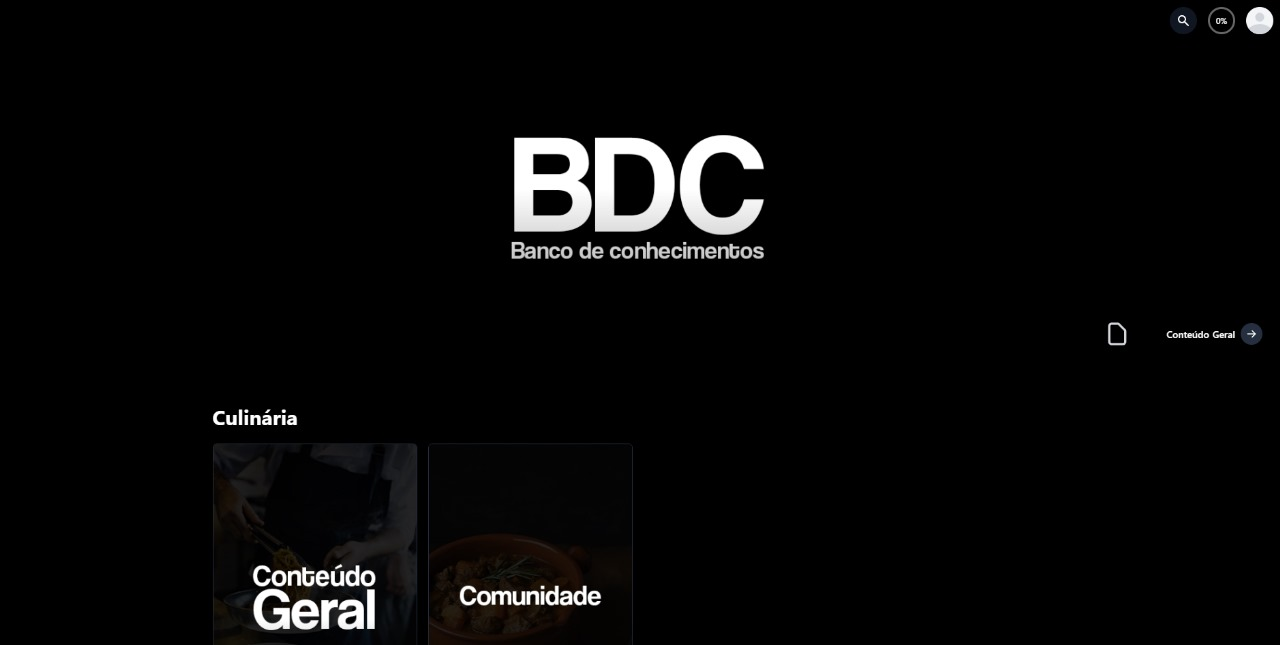 0%
BDC
Banco de conhecimentos
Conteúdo Geral
Culinária
Conteúdo
Geral
Comunidade